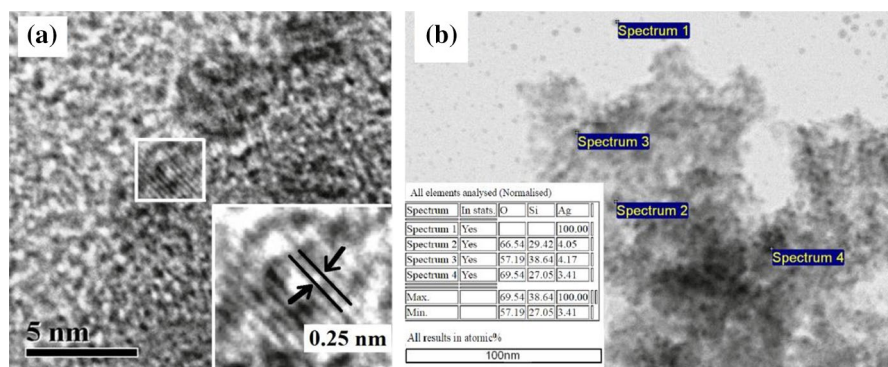 (a)
5 nm
0.25 nm
(b)
Spectrum 1
Spectrum 3
Spectrum 2
Spectrum 4
All elements analysed (Normalised)
Spectrum In stats. O Si Ag
Spectrum 1 Yes 100.00
Spectrum 2 Yes 66.54 29.42 4.05
Spectrum 3 Yes 57.19 38.64 4.17
Spectrum 4 Yes 69.54 27.05 3.41
Max. 69.54 38.64 100.00
Min. 57.19 27.05 3.41
All results in atomic%
100nm